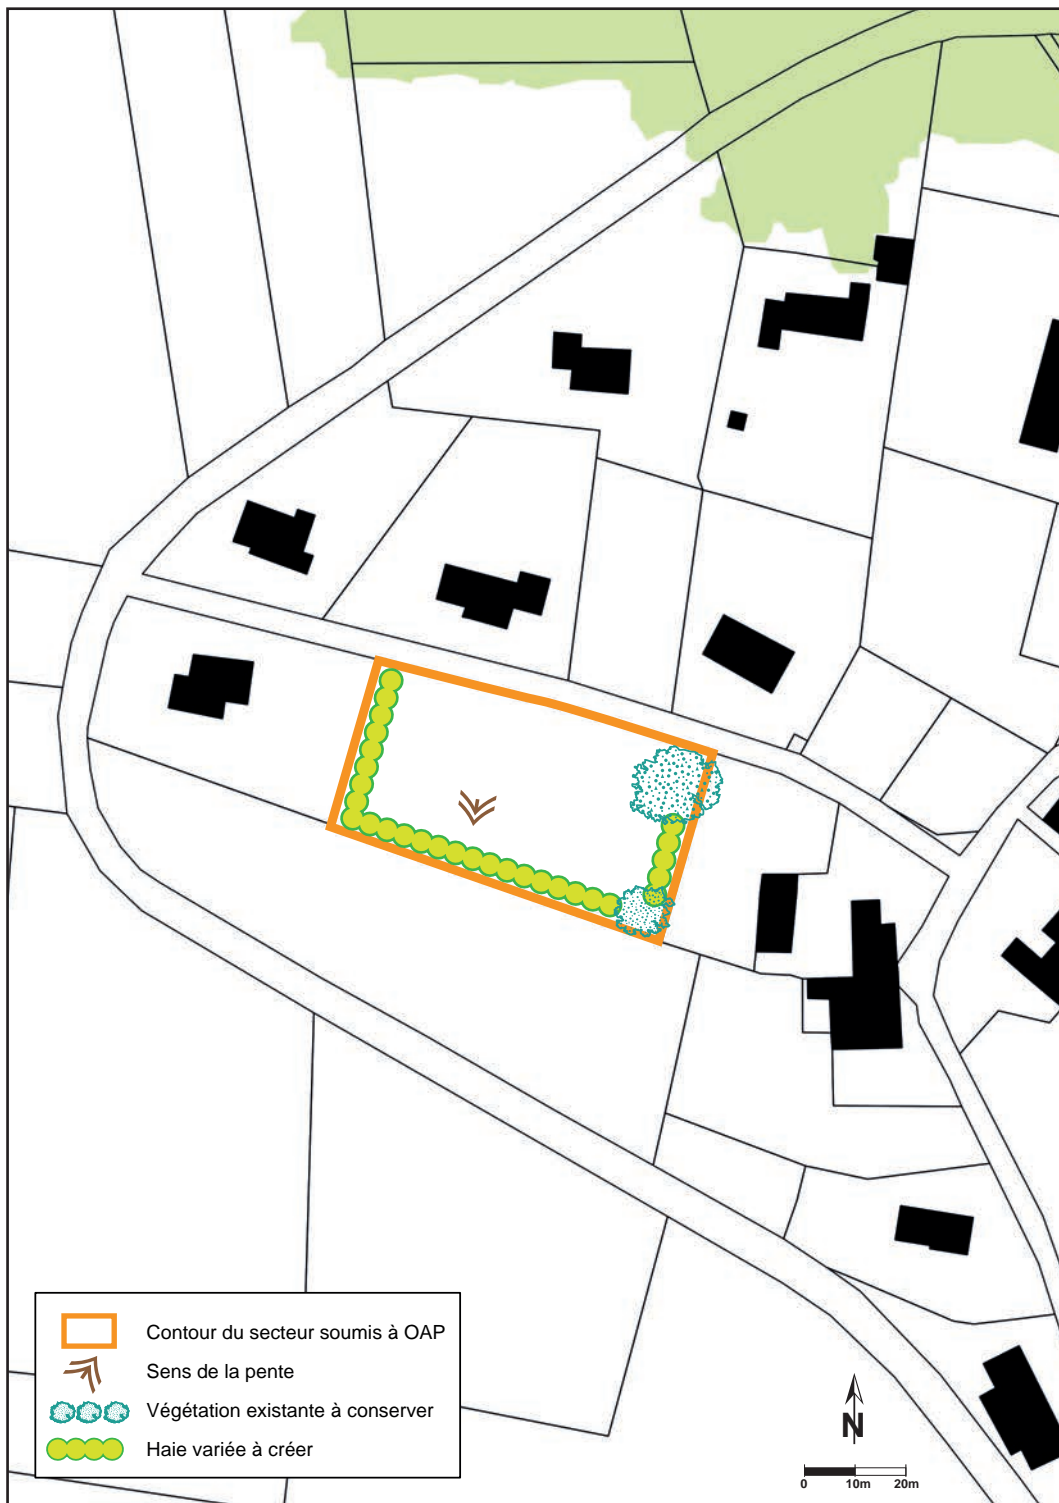 Contour du secteur soumis à OAP
Sens de la pente
Végétation existante à conserver
Haie variée à créer
N
0 10m 20m